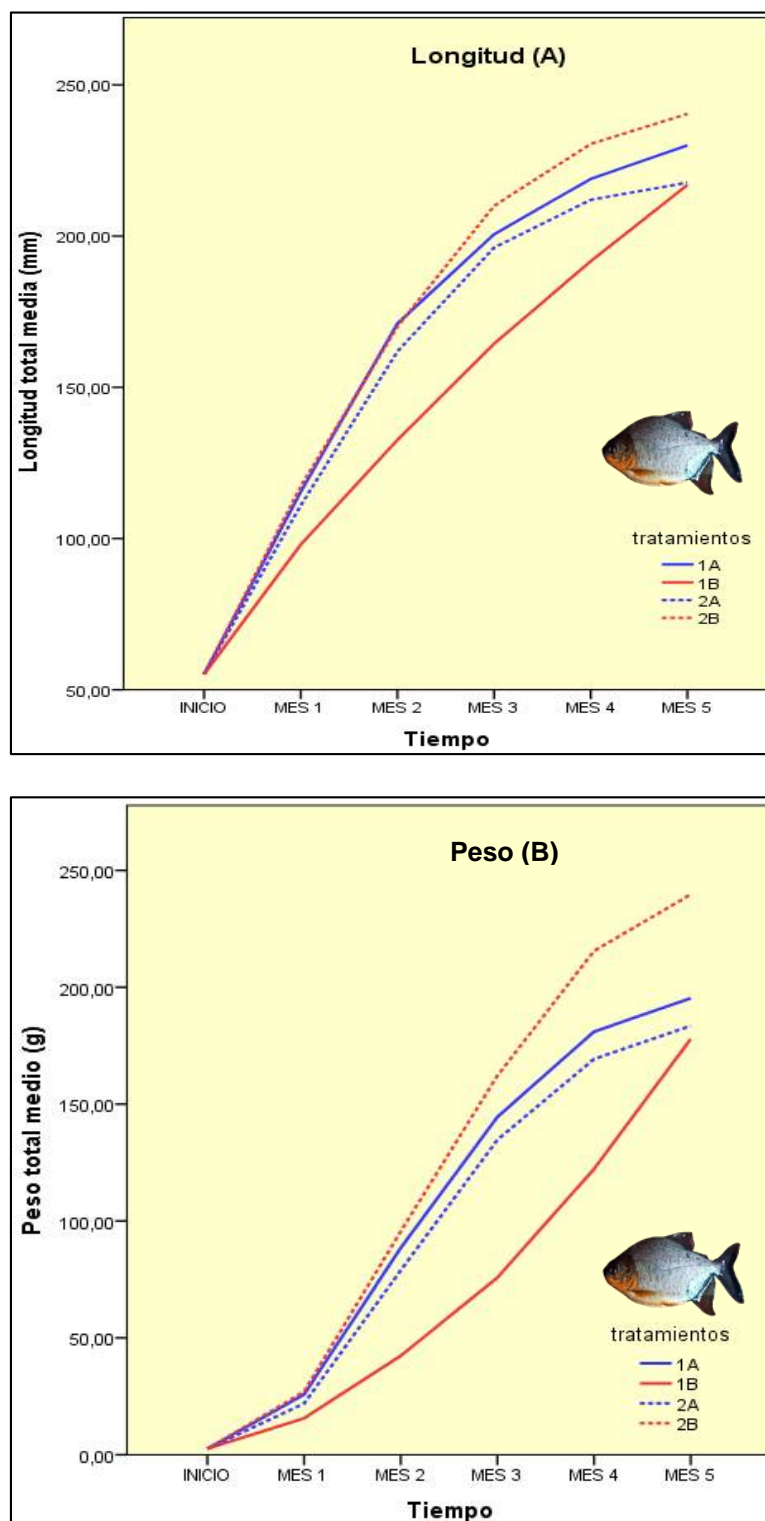 Longitud (A)
Longitud total media (mm)
250,00
200,00
150,00
100,00
50,00
tratamientos
1A
1B
2A
2B
INICIO MES 1 MES 2 MES 3 MES 4 MES 5
Tiempo
Peso (B)
Peso total medio (g)
250,00
200,00
150,00
100,00
50,00
0,00
tratamientos
1A
1B
2A
2B
INICIO MES 1 MES 2 MES 3 MES 4 MES 5
Tiempo